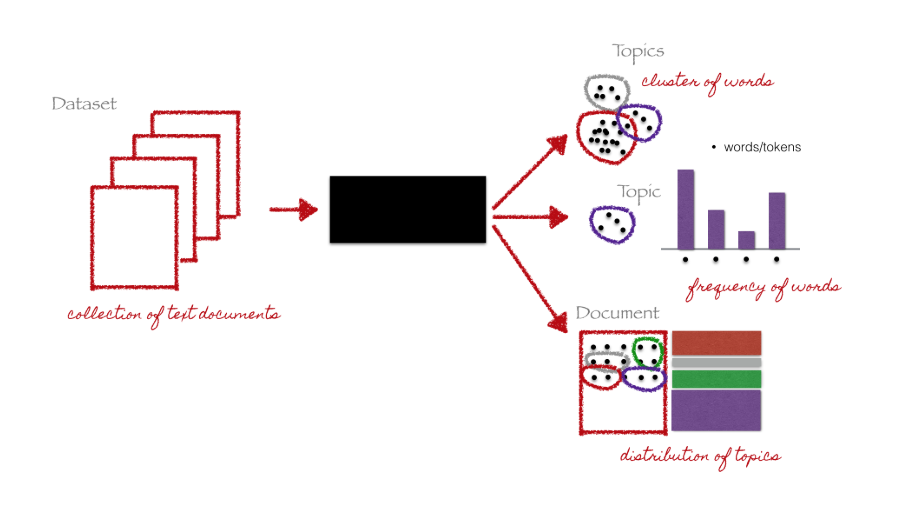 Topics
cluster of words
Dataset
• words/tokens
Topic
frequency of words
collection of text documents
Document
distribution of topics